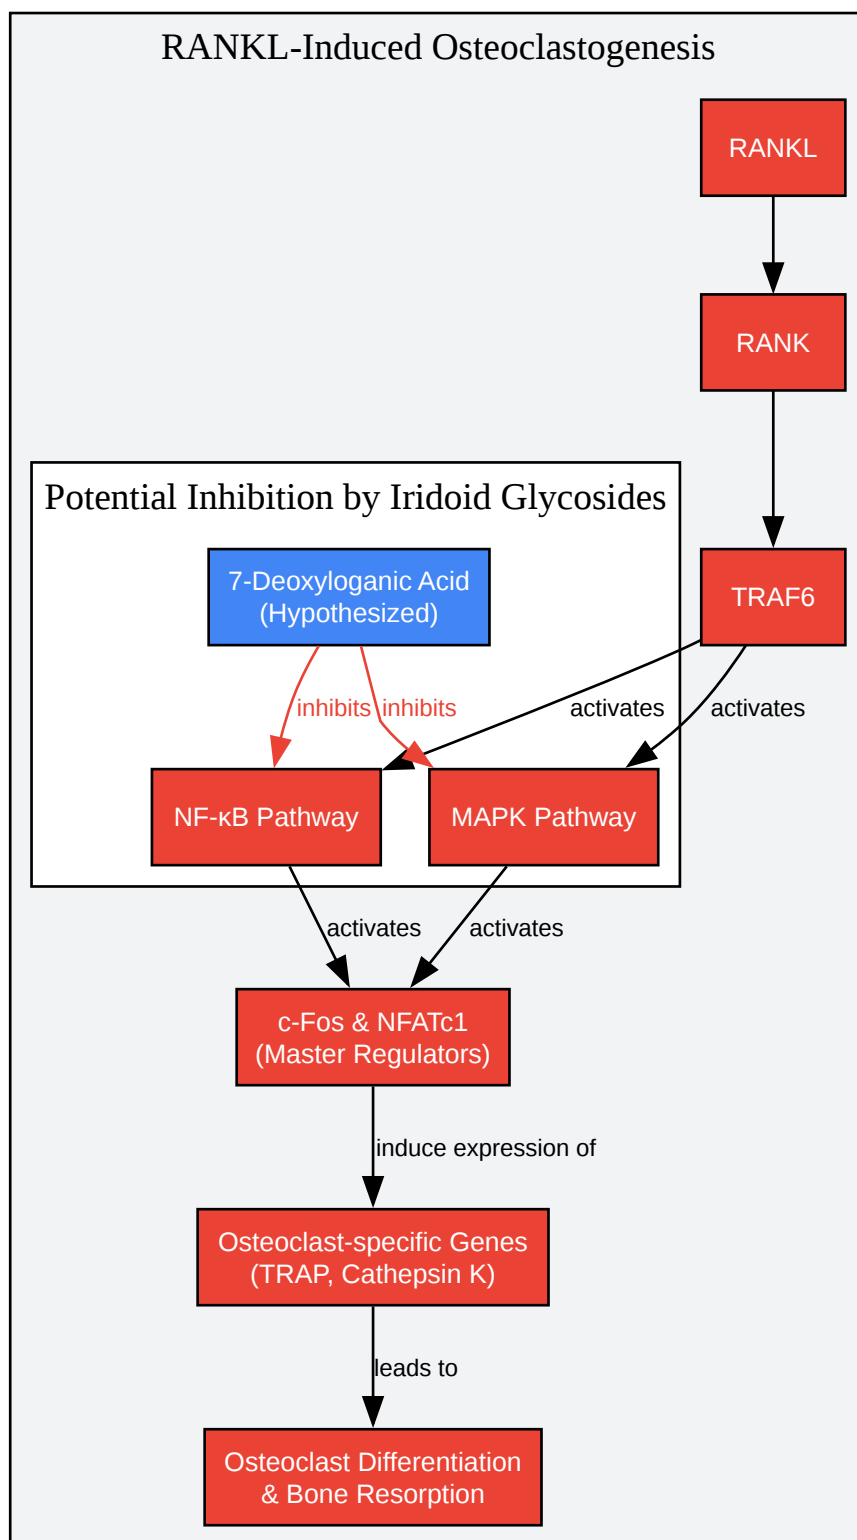 RANKL-Induced Osteoclastogenesis
RANKL
RANK
Potential Inhibition by Iridoid Glycosides
7-Deoxyloganic Acid
(Hypothesized)
TRAF6
inhibits
inhibits
activates
activates
NF-κB Pathway
MAPK Pathway
activates
activates
c-Fos & NFATc1
(Master Regulators)
induce expression of
Osteoclast-specific Genes
(TRAP, Cathepsin K)
leads to
Osteoclast Differentiation
& Bone Resorption